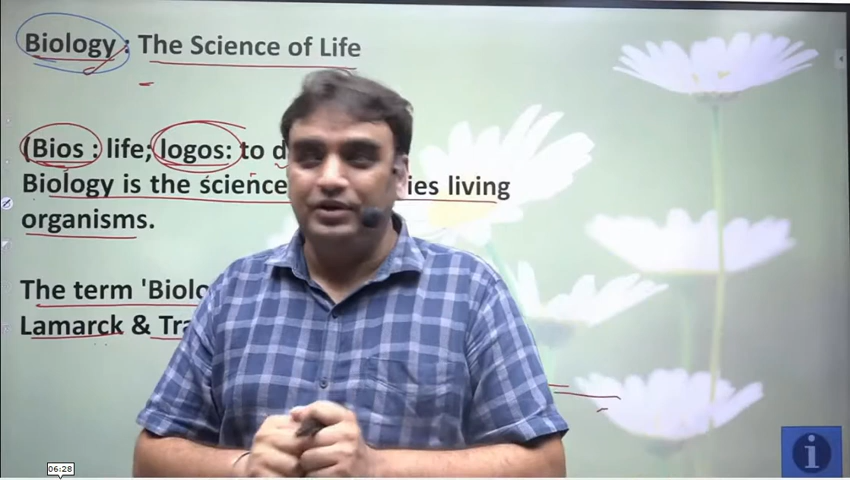 Biology : The Science of Life
(Bios : life; logos: to
Biology is the science ies living
organisms.
The term 'Biolo
Lamarck & Tra
06:28
i